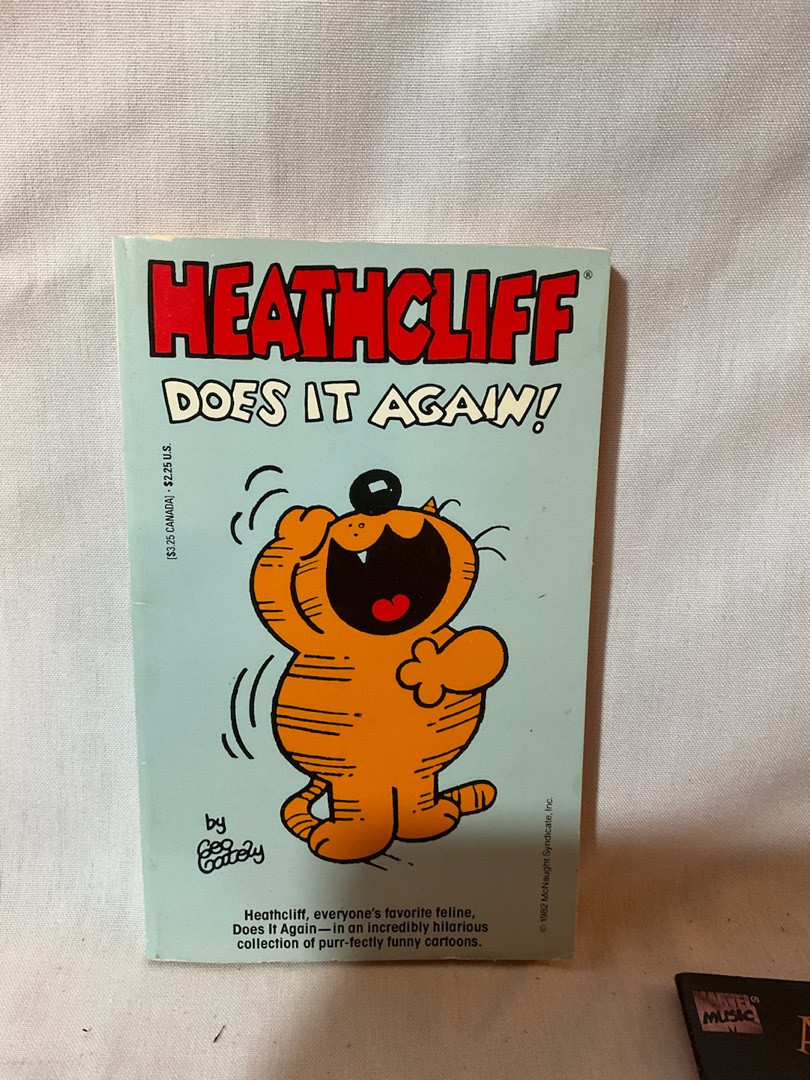 HEATHCLIFF®
DOES IT AGAIN!
[$3.25 CANADA] • $2.25 U.S.
by
Geo
Gately
© 1982 McNaught Syndicate, Inc.
Heathcliff, everyone's favorite feline,
Does It Again—in an incredibly hilarious
collection of purr-fectly funny cartoons.
MARVEL®
MUSIC